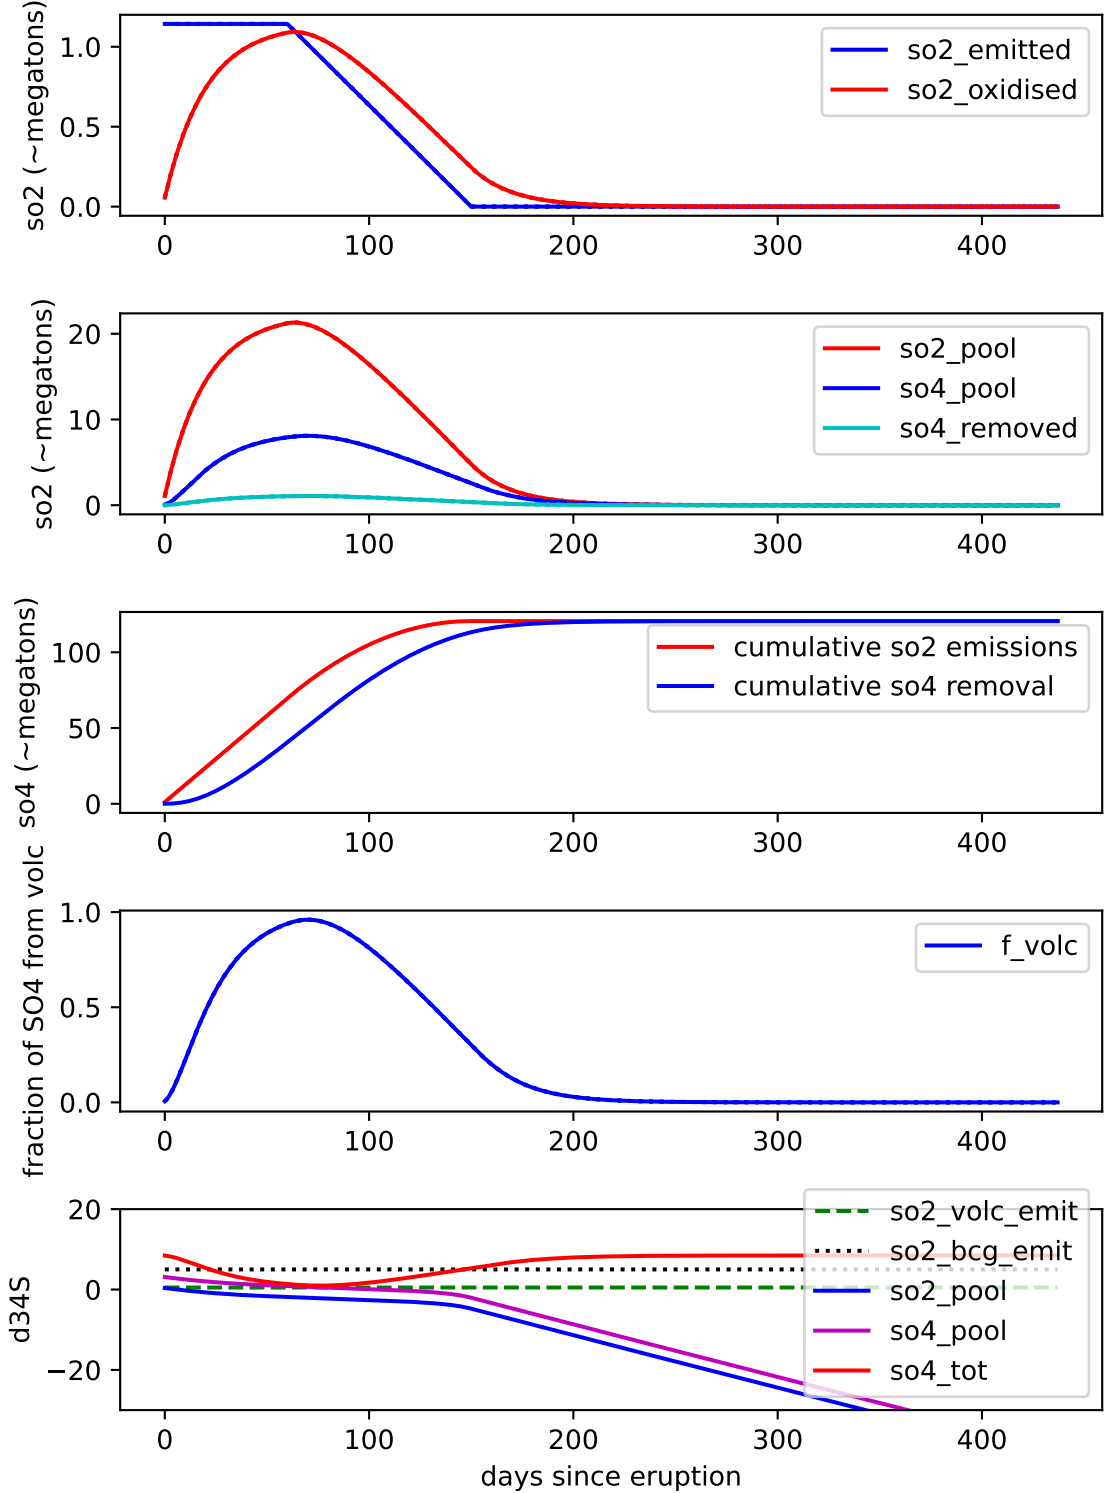 so2 (~megatons)
1.0
0.5
0.0
so2_emitted
so2_oxidised
0 100 200 300 400
so2 (~megatons)
20
10
0
so2_pool
so4_pool
so4_removed
0 100 200 300 400
so4 (~megatons)
100
50
0
cumulative so2 emissions
cumulative so4 removal
0 100 200 300 400
fraction of SO4 from volc
1.0
0.5
0.0
f_volc
0 100 200 300 400
d34S
20
0
−20
so2_volc_emit
so2_bcg_emit
so2_pool
so4_pool
so4_tot
0 100 200 300 400
days since eruption